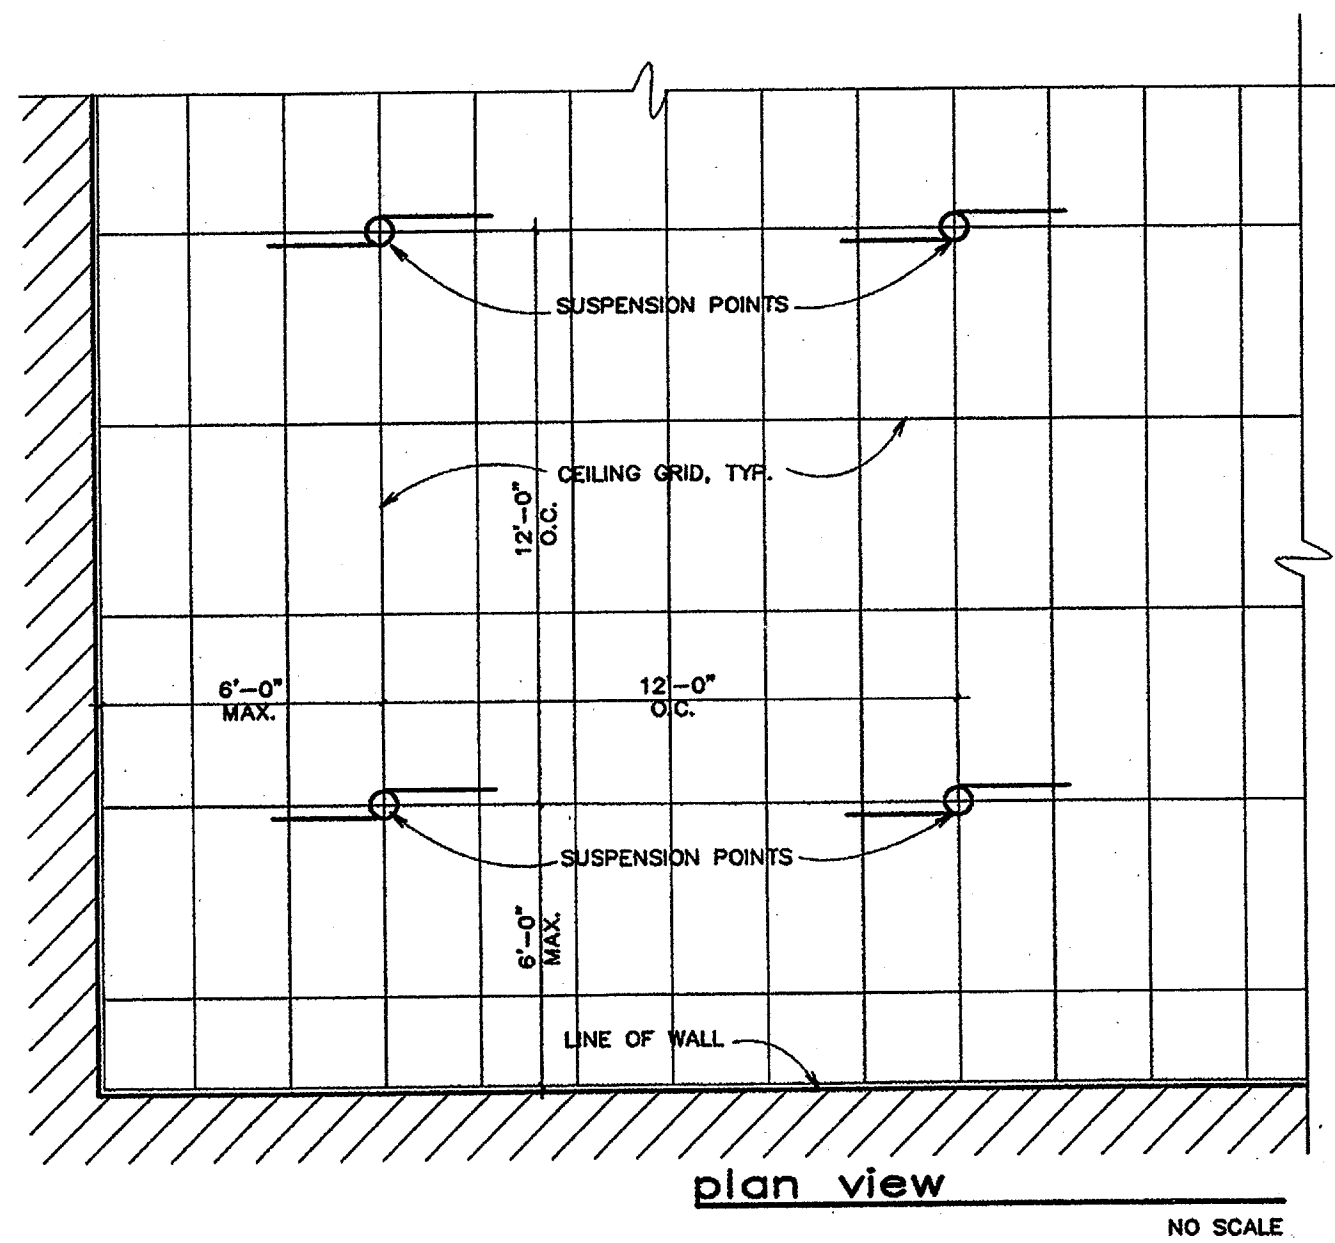 SUSPENSION POINTS
CEILING GRID, TYP.
12'-0"
O.C.
6'-0"
MAX.
12'-0"
O.C.
SUSPENSION POINTS
6'-0"
MAX.
LINE OF WALL
plan view
NO SCALE